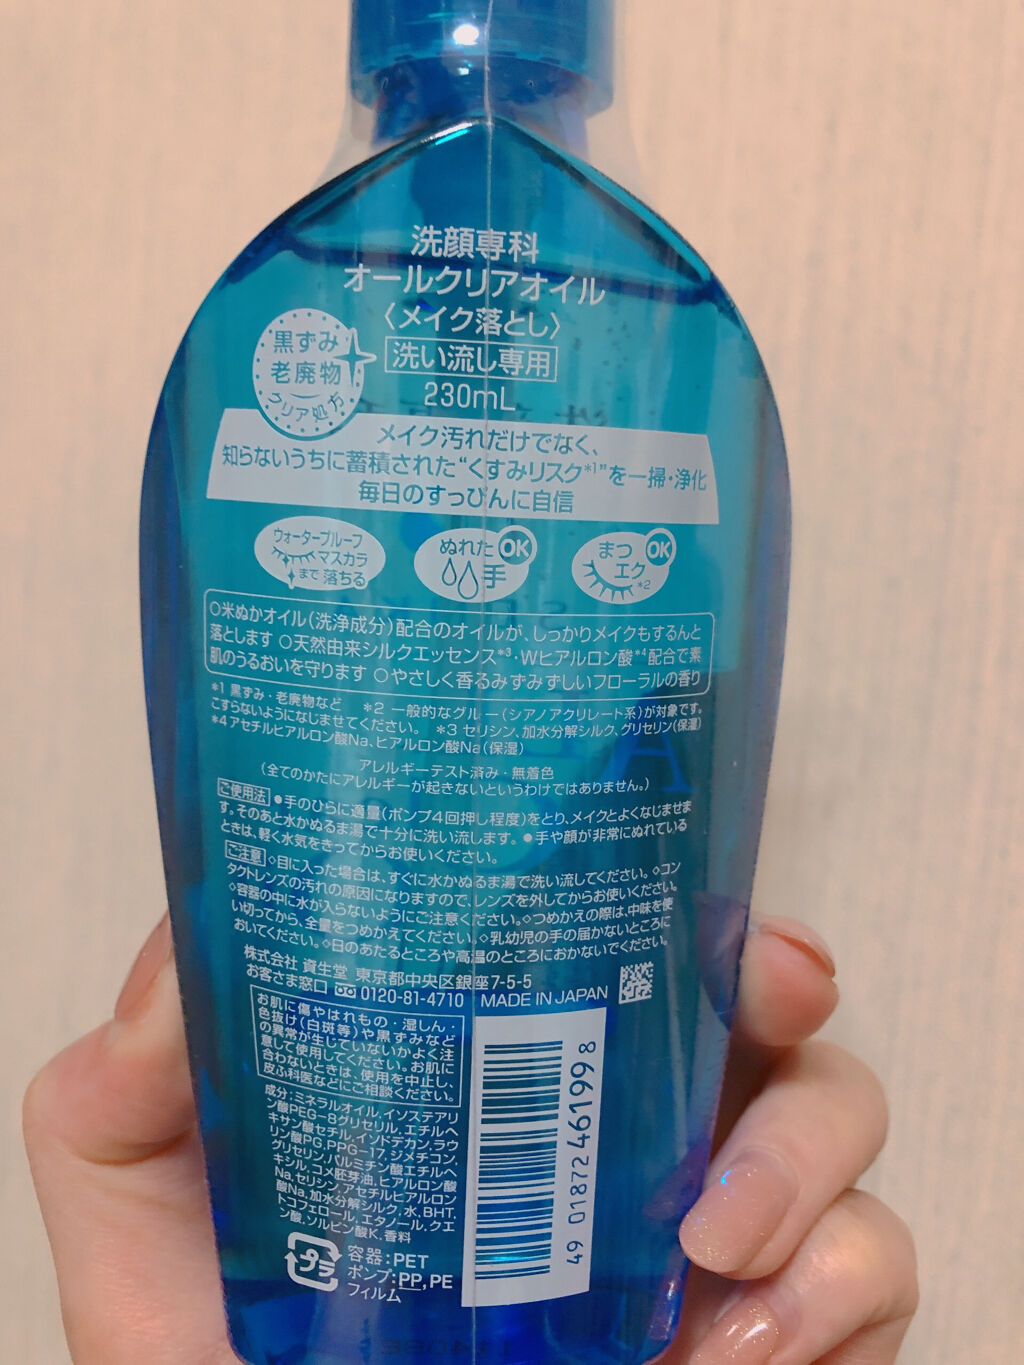 洗顔専科
オールクリアオイル
〈メイク落とし〉
洗い流し専用
230mL
黒ずみ
老廃物
クリア処方
メイク汚れだけでなく、
知らないうちに蓄積された“くすみリスク*1”を一掃・浄化
毎日のすっぴんに自信
ウォータープルーフ
マスカラ
まで落ちる
ぬれた OK
手
まつ OK
エク*2
○米ぬかオイル(洗浄成分)配合のオイルが、しっかりメイクもするんと
落とします ○天然由来シルクエッセンス*3・Wヒアルロン酸*4配合で素
肌のうるおいを守ります ○やさしく香るみずみずしいフローラルの香り
*1 黒ずみ・老廃物など *2 一般的なグルー(シアノアクリレート系)が対象です。
こすらないようになじませてください。 *3 セリシン、加水分解シルク、グリセリン(保湿)
*4 アセチルヒアルロン酸Na、ヒアルロン酸Na(保湿)
アレルギーテスト済み・無着色
(全てのかたにアレルギーが起きないというわけではありません。)
ご使用法 ●手のひらに適量(ポンプ4回押し程度)をとり、メイクとよくなじませま
す。そのあと水かぬるま湯で十分に洗い流します。●手や顔が非常にぬれている
ときは、軽く水気をきってからお使いください。
ご注意 ◇目に入った場合は、すぐに水かぬるま湯で洗い流してください。◇コン
タクトレンズの汚れの原因になりますので、レンズを外してからお使いください。
◇容器の中に水が入らないようにご注意ください。◇つめかえの際は、中味を使
い切ってから、全量をつめかえてください。◇乳幼児の手の届かないところに
おいてください。◇日のあたるところや高温のところにおかないでください。
株式会社 資生堂 東京都中央区銀座7-5-5
お客さま窓口 0120-81-4710 MADE IN JAPAN
お肌に傷やはれもの・湿しん・
色抜け(白斑等)や黒ずみなど
の異常が生じていないかよく注
意して使用してください。お肌に
合わないときは、使用を中止し、
皮ふ科医などにご相談ください。
成分:ミネラルオイル,イソステアリ
ン酸PEG-8グリセリル,エチルヘ
キサン酸セチル,イソドデカン,ラウ
リン酸PG,PPG-17,ジメチコン,
グリセリン,パルミチン酸エチルヘ
キシル,コメ胚芽油,ヒアルロン酸
Na,セリシン,アセチルヒアルロン
酸Na,加水分解シルク,水,BHT,
トコフェロール,エタノール,クエ
ン酸,ソルビン酸K,香料
プラ
容器:PET
ポンプ:PP,PE
フィルム
49 01872 461998